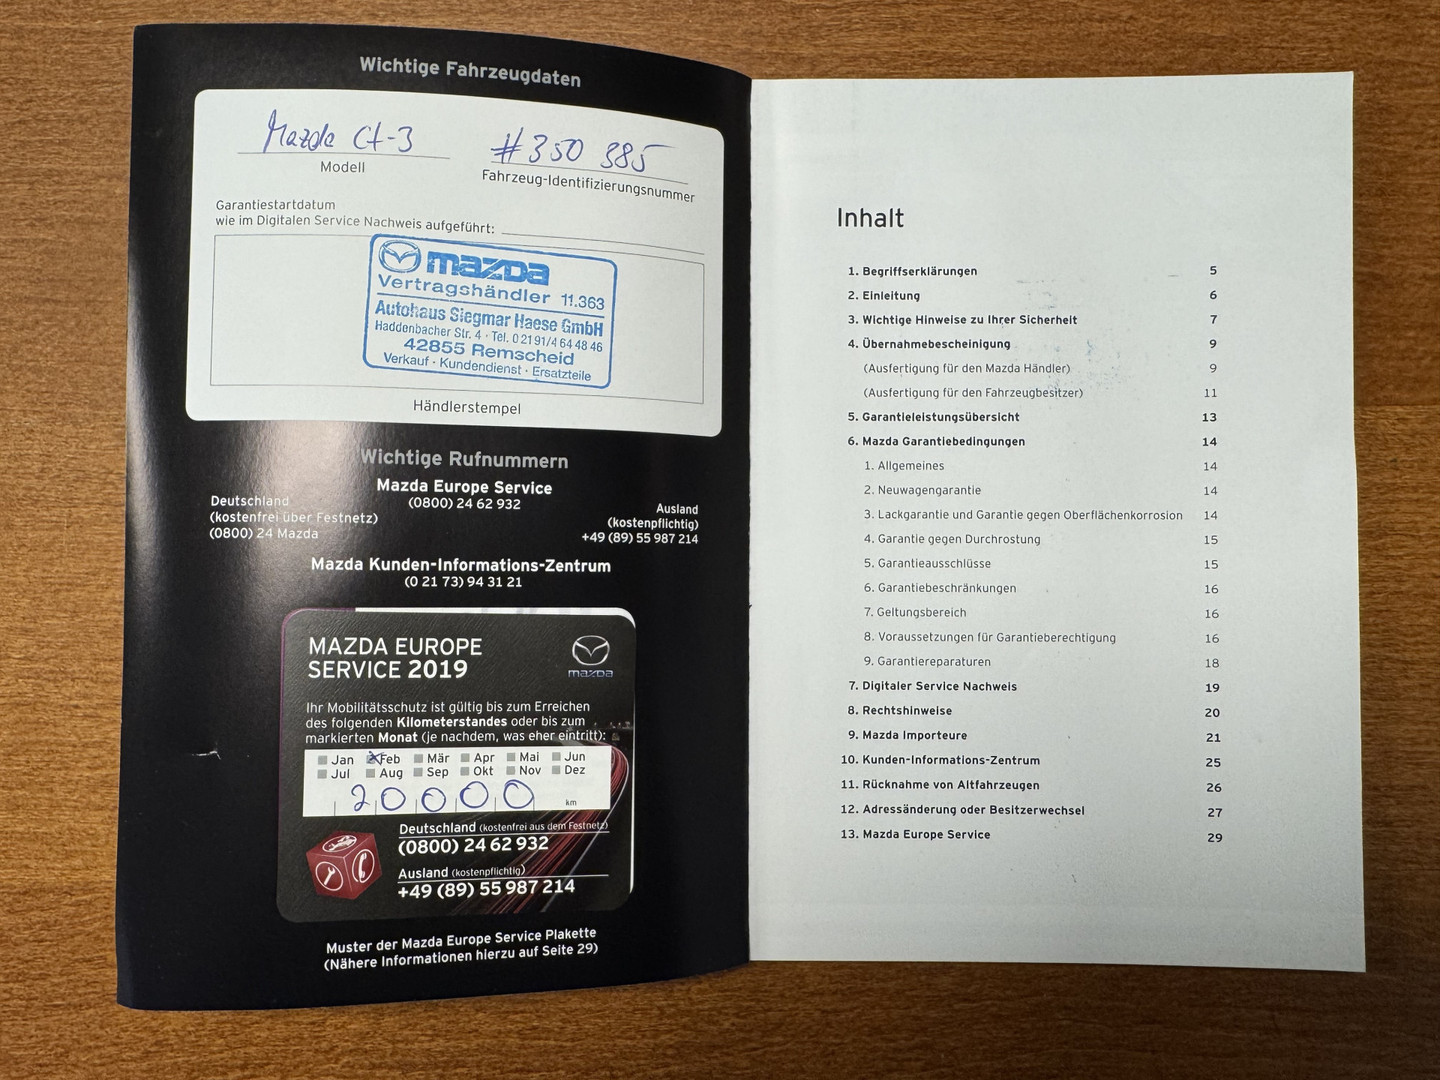 Wichtige Fahrzeugdaten
Mazda CX-3
#350 385
Modell
Fahrzeug-Identifizierungsnummer
Garantiestartdatum
wie im Digitalen Service Nachweis aufgeführt:
mazda
Vertragshändler 11.363
Autohaus Siegmar Haese GmbH
Haddenbacher Str. 4 · Tel. 0 21 91/4 64 48 46
42855 Remscheid
Verkauf · Kundendienst · Ersatzteile
Händlerstempel
Wichtige Rufnummern
Mazda Europe Service
(0800) 24 62 932
Deutschland
(kostenfrei über Festnetz)
(0800) 24 Mazda
Ausland
(kostenpflichtig)
+49 (89) 55 987 214
Mazda Kunden-Informations-Zentrum
(0 21 73) 94 31 21
MAZDA EUROPE
SERVICE 2019
mazda
Ihr Mobilitätsschutz ist gültig bis zum Erreichen
des folgenden Kilometerstandes oder bis zum
markierten Monat (je nachdem, was eher eintritt):
Jan Feb Mär Apr Mai Jun
Jul Aug Sep Okt Nov Dez
20000 km
Deutschland (kostenfrei aus dem Festnetz)
(0800) 24 62 932
Ausland (kostenpflichtig)
+49 (89) 55 987 214
Muster der Mazda Europe Service Plakette
(Nähere Informationen hierzu auf Seite 29)
Inhalt
1. Begriffserklärungen 5
2. Einleitung 6
3. Wichtige Hinweise zu Ihrer Sicherheit 7
4. Übernahmebescheinigung 9
(Ausfertigung für den Mazda Händler) 9
(Ausfertigung für den Fahrzeugbesitzer) 11
5. Garantieleistungsübersicht 13
6. Mazda Garantiebedingungen 14
1. Allgemeines 14
2. Neuwagengarantie 14
3. Lackgarantie und Garantie gegen Oberflächenkorrosion 14
4. Garantie gegen Durchrostung 15
5. Garantieausschlüsse 15
6. Garantiebeschränkungen 16
7. Geltungsbereich 16
8. Voraussetzungen für Garantieberechtigung 16
9. Garantiereparaturen 18
7. Digitaler Service Nachweis 19
8. Rechtshinweise 20
9. Mazda Importeure 21
10. Kunden-Informations-Zentrum 25
11. Rücknahme von Altfahrzeugen 26
12. Adressänderung oder Besitzerwechsel 27
13. Mazda Europe Service 29